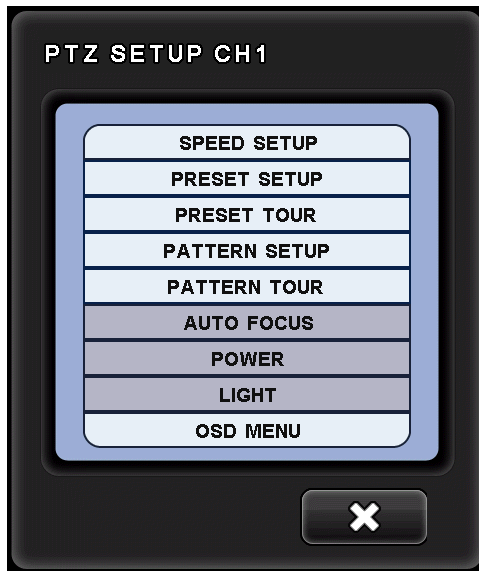 PTZ SETUP CH1
SPEED SETUP
PRESET SETUP
PRESET TOUR
PATTERN SETUP
PATTERN TOUR
AUTO FOCUS
POWER
LIGHT
OSD MENU